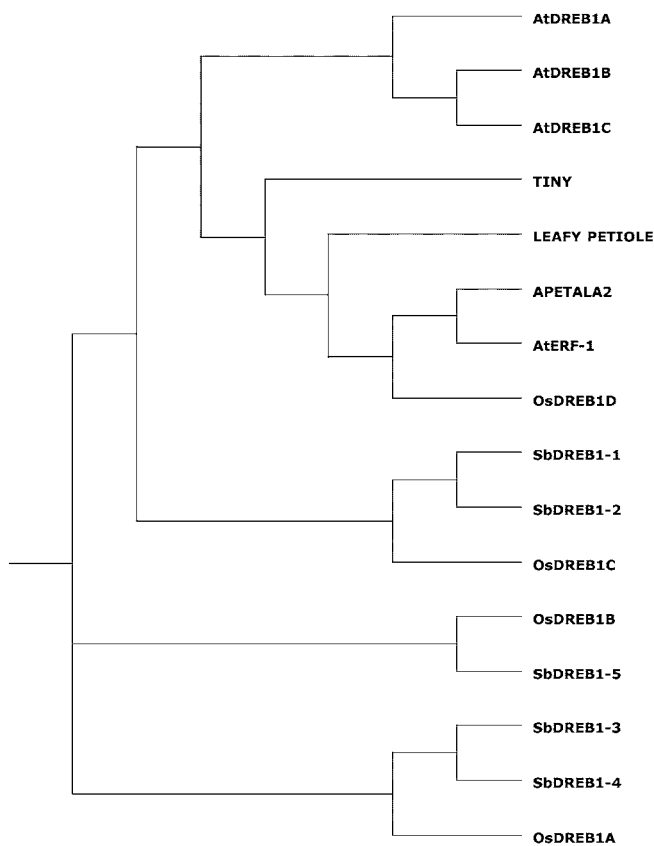 AtDREB1A
AtDREB1B
AtDREB1C
TINY
LEAFY PETIOLE
APETALA2
AtERF-1
OsDREB1D
SbDREB1-1
SbDREB1-2
OsDREB1C
OsDREB1B
SbDREB1-5
SbDREB1-3
SbDREB1-4
OsDREB1A